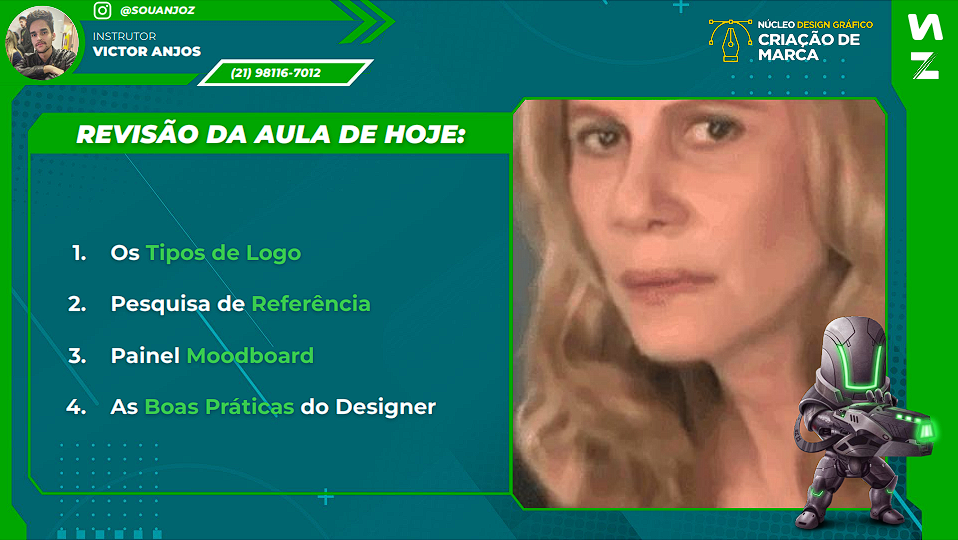 @SOUANJOZ
INSTRUTOR
VICTOR ANJOS
(21) 98116-7012
NÚCLEO DESIGN GRÁFICO
CRIAÇÃO DE
MARCA
REVISÃO DA AULA DE HOJE:
1. Os Tipos de Logo
2. Pesquisa de Referência
3. Painel Moodboard
4. As Boas Práticas do Designer